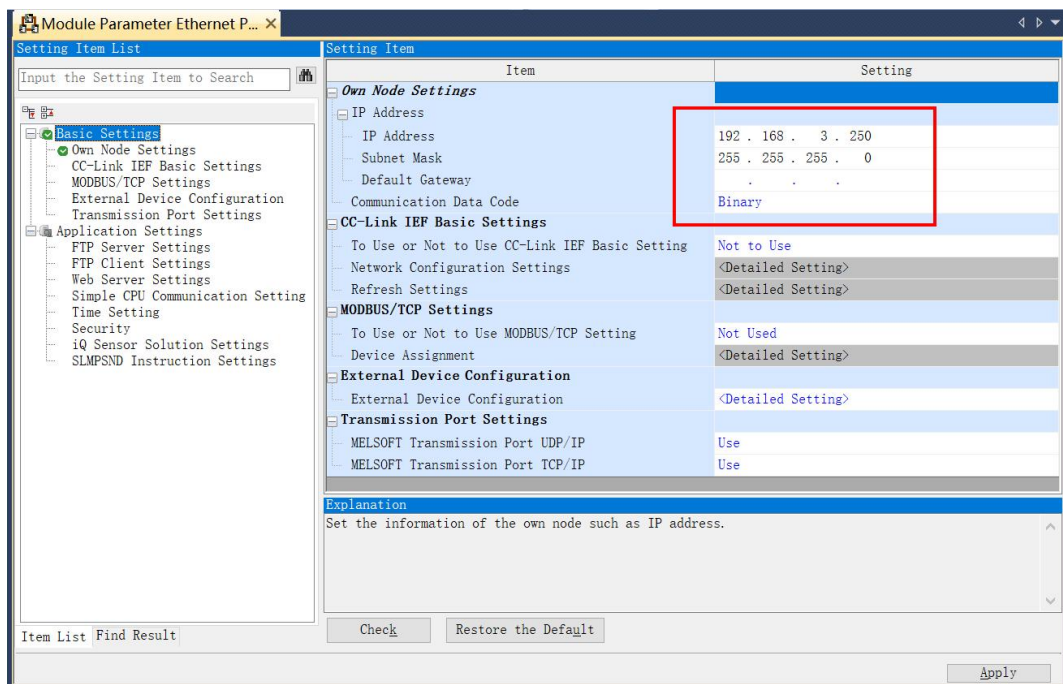 Module Parameter Ethernet P...
Setting Item List
Input the Setting Item to Search
Basic Settings
Own Node Settings
CC-Link IEF Basic Settings
MODBUS/TCP Settings
External Device Configuration
Transmission Port Settings
Application Settings
FTP Server Settings
FTP Client Settings
Web Server Settings
Simple CPU Communication Setting
Time Setting
Security
iQ Sensor Solution Settings
SLMPSND Instruction Settings
Item List Find Result
Setting Item
Item Setting
Own Node Settings
IP Address
IP Address 192 . 168 . 3 . 250
Subnet Mask 255 . 255 . 255 . 0
Default Gateway . . .
Communication Data Code Binary
CC-Link IEF Basic Settings
To Use or Not to Use CC-Link IEF Basic Setting Not to Use
Network Configuration Settings <Detailed Setting>
Refresh Settings <Detailed Setting>
MODBUS/TCP Settings
To Use or Not to Use MODBUS/TCP Setting Not Used
Device Assignment <Detailed Setting>
External Device Configuration
External Device Configuration <Detailed Setting>
Transmission Port Settings
MELSOFT Transmission Port UDP/IP Use
MELSOFT Transmission Port TCP/IP Use
Explanation
Set the information of the own node such as IP address.
Check Restore the Default
Apply